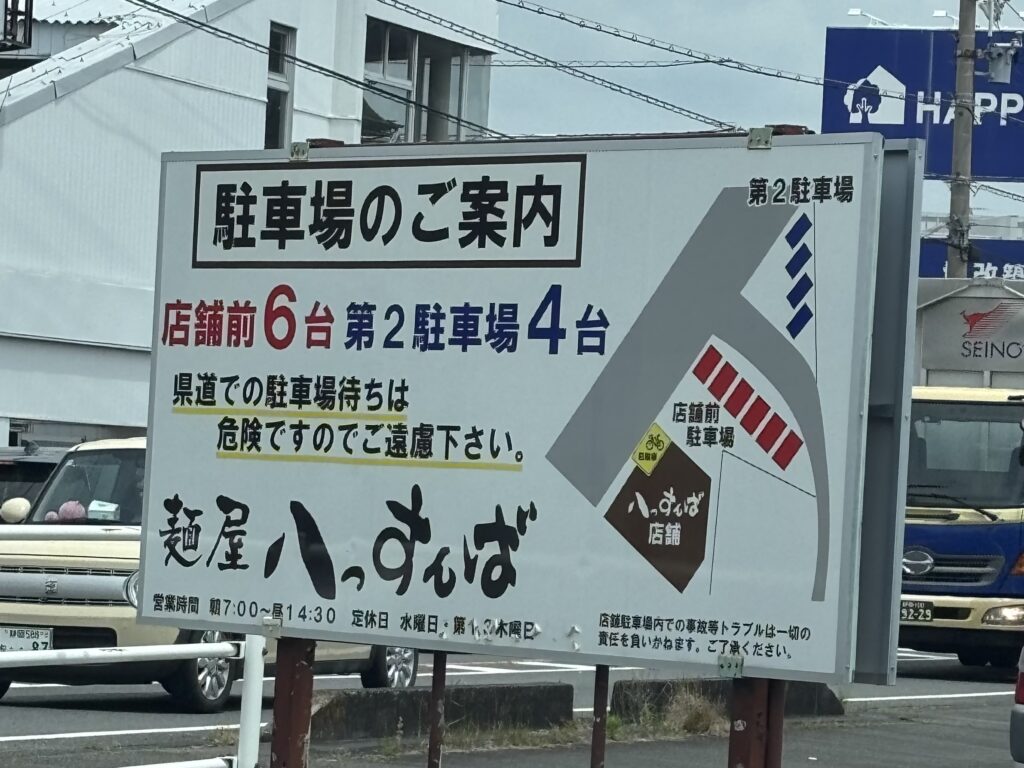 駐車場のご案内
店舗前6台 第2駐車場4台
県道での駐車場待ちは
危険ですのでご遠慮下さい。
麺屋 八っすんば
営業時間 朝7:00〜昼14:30 定休日 水曜日・第1,3木曜日
第2駐車場
店舗前
駐車場
八っすんば
店舗
店舗駐車場内での事故等トラブルは一切の
責任を負いかねます。ご了承ください。
HAPP
改築
SEINO
92-29
87